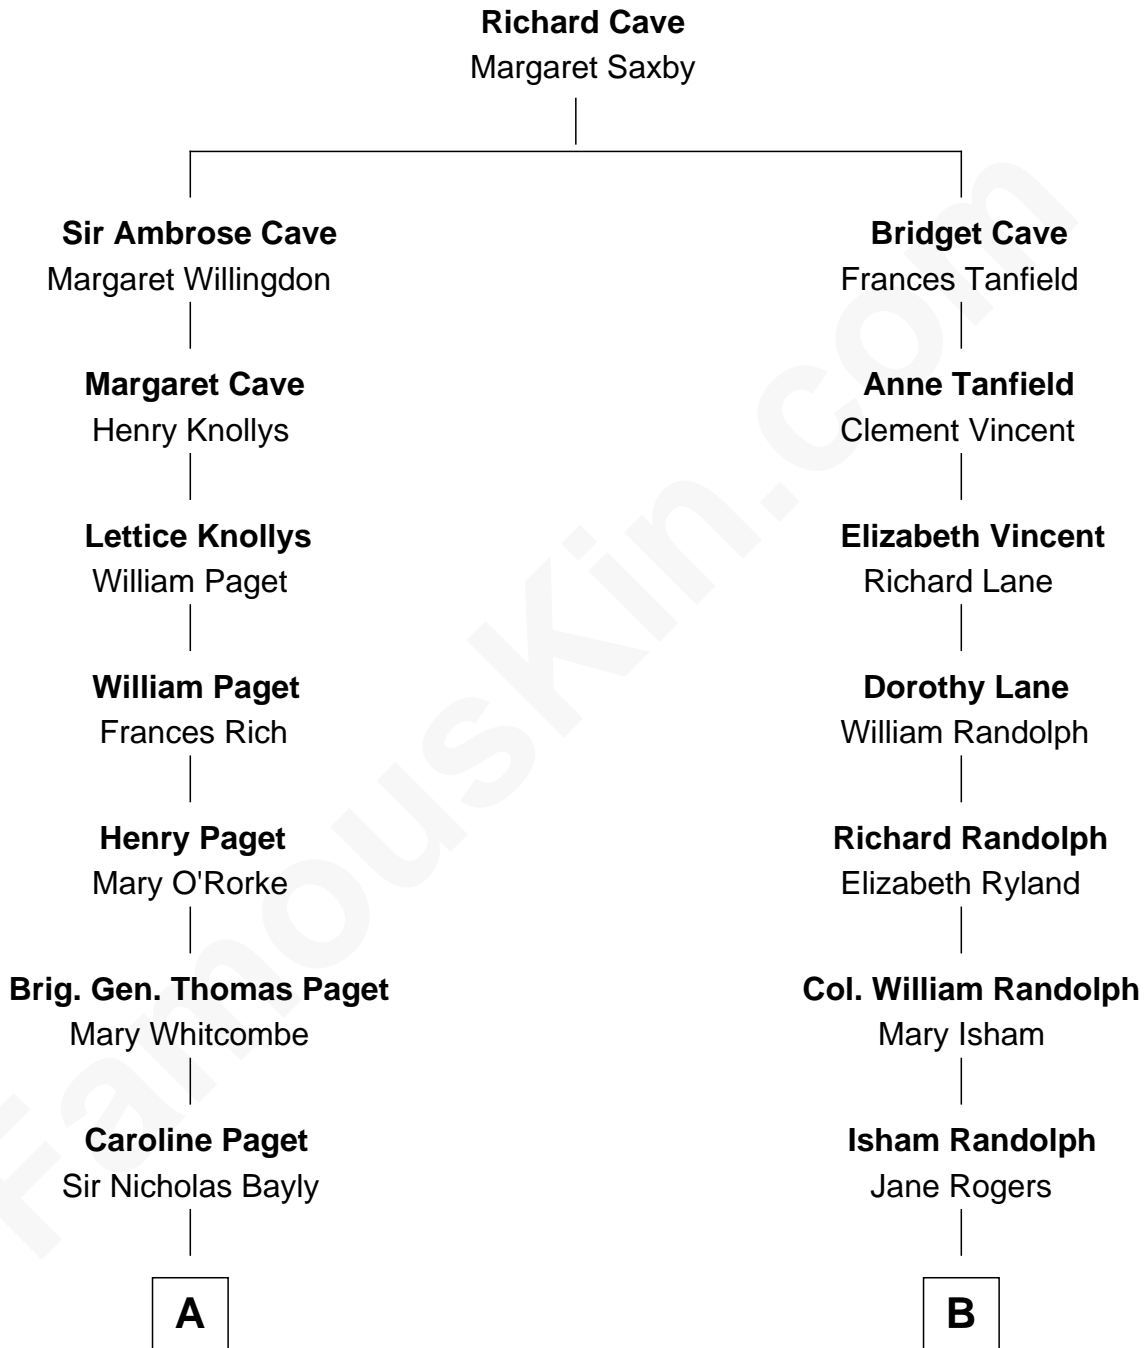 Richard Cave
Margaret Saxby
Sir Ambrose Cave
Margaret Willingdon
Bridget Cave
Frances Tanfield
Margaret Cave
Henry Knollys
Anne Tanfield
Clement Vincent
Lettice Knollys
William Paget
Elizabeth Vincent
Richard Lane
William Paget
Frances Rich
Dorothy Lane
William Randolph
Henry Paget
Mary O'Rorke
Richard Randolph
Elizabeth Ryland
Brig. Gen. Thomas Paget
Mary Whitcombe
Col. William Randolph
Mary Isham
Caroline Paget
Sir Nicholas Bayly
Isham Randolph
Jane Rogers
A
B
FamousKin.com